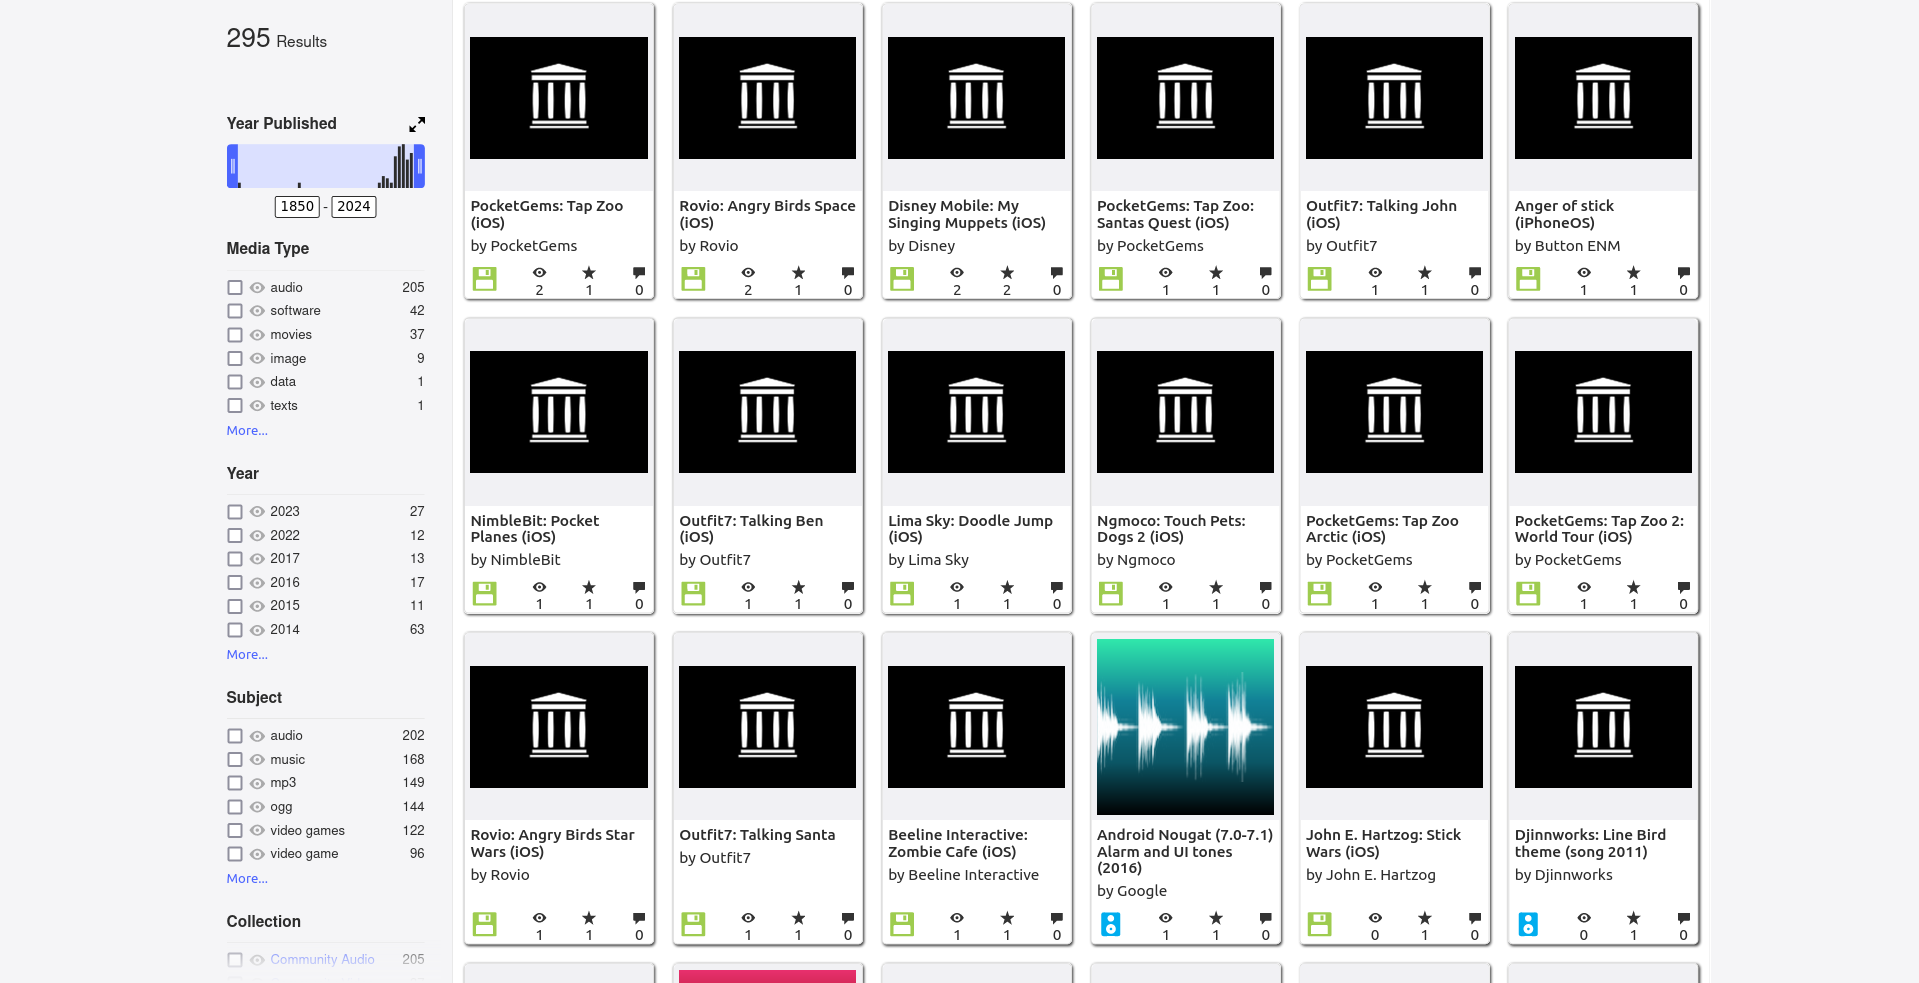 295 Results
Year Published
1850 - 2024
Media Type
audio 205
software 42
movies 37
image 9
data 1
texts 1
More...
Year
2023 27
2022 12
2017 13
2016 17
2015 11
2014 63
More...
Subject
audio 202
music 168
mp3 149
ogg 144
video games 122
video game 96
More...
Collection
Community Audio 205
PocketGems: Tap Zoo
(iOS)
by PocketGems
2 1 0
Rovio: Angry Birds Space
(iOS)
by Rovio
2 1 0
Disney Mobile: My
Singing Muppets (iOS)
by Disney
2 2 0
PocketGems: Tap Zoo:
Santas Quest (iOS)
by PocketGems
1 1 0
Outfit7: Talking John
(iOS)
by Outfit7
1 1 0
Anger of stick
(iPhoneOS)
by Button ENM
1 1 0
NimbleBit: Pocket
Planes (iOS)
by NimbleBit
1 1 0
Outfit7: Talking Ben
(iOS)
by Outfit7
1 1 0
Lima Sky: Doodle Jump
(iOS)
by Lima Sky
1 1 0
Ngmoco: Touch Pets:
Dogs 2 (iOS)
by Ngmoco
1 1 0
PocketGems: Tap Zoo
Arctic (iOS)
by PocketGems
1 1 0
PocketGems: Tap Zoo 2:
World Tour (iOS)
by PocketGems
1 1 0
Rovio: Angry Birds Star
Wars (iOS)
by Rovio
1 1 0
Outfit7: Talking Santa
by Outfit7
1 1 0
Beeline Interactive:
Zombie Cafe (iOS)
by Beeline Interactive
1 1 0
Android Nougat (7.0-7.1)
Alarm and UI tones
(2016)
by Google
1 1 0
John E. Hartzog: Stick
Wars (iOS)
by John E. Hartzog
0 1 0
Djinnworks: Line Bird
theme (song 2011)
by Djinnworks
0 1 0